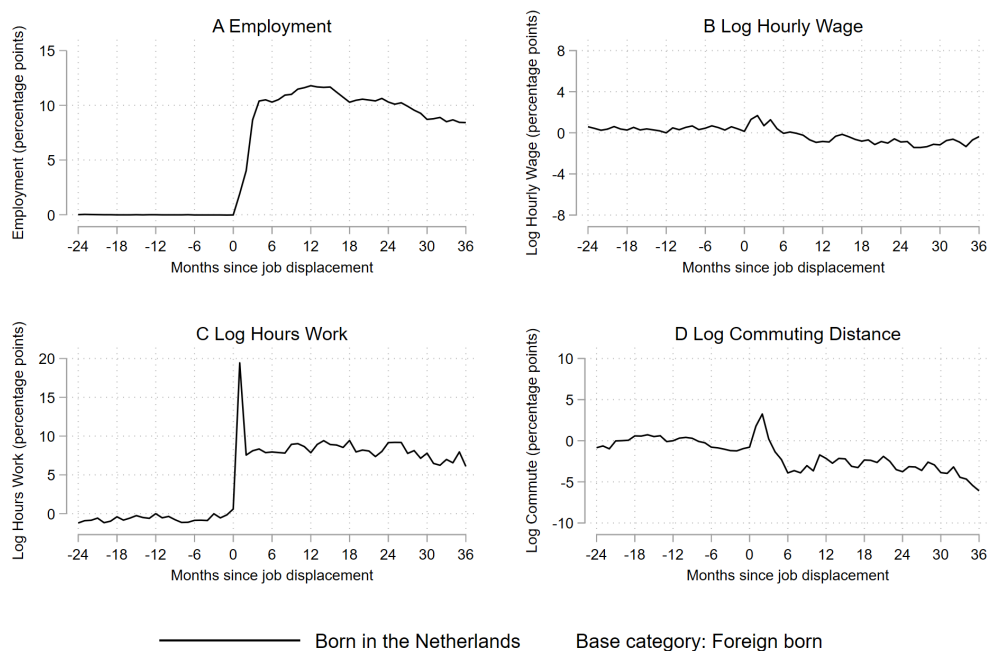 A Employment
Employment (percentage points)
15
10
5
0
-24 -18 -12 -6 0 6 12 18 24 30 36
Months since job displacement
B Log Hourly Wage
Log Hourly Wage (percentage points)
8
4
0
-4
-8
-24 -18 -12 -6 0 6 12 18 24 30 36
Months since job displacement
C Log Hours Work
Log Hours Work (percentage points)
20
15
10
5
0
-24 -18 -12 -6 0 6 12 18 24 30 36
Months since job displacement
D Log Commuting Distance
Log Commute (percentage points)
10
5
0
-5
-10
-24 -18 -12 -6 0 6 12 18 24 30 36
Months since job displacement
Born in the Netherlands Base category: Foreign born